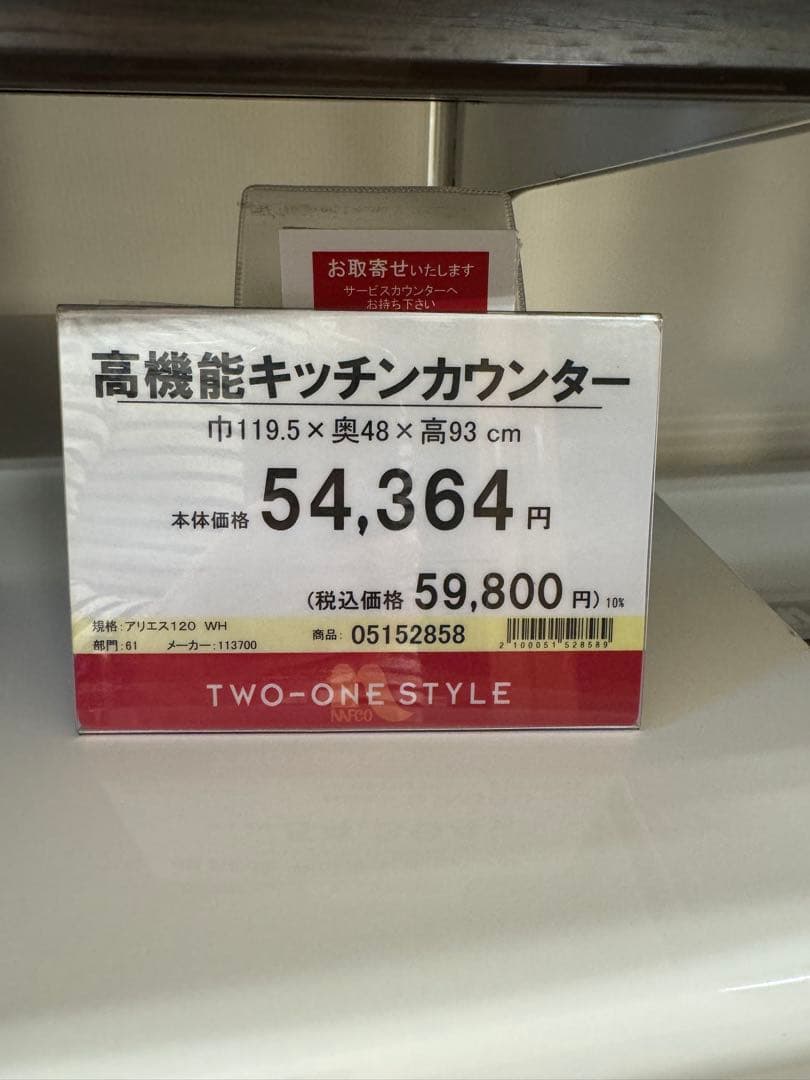 お取寄せいたします
サービスカウンターへ
お持ち下さい
高機能キッチンカウンター
巾119.5×奥48×高93 cm
本体価格 54,364 円
(税込価格 59,800 円) 10%
規格:アリエス120 WH
部門:61 メーカー:113700
商品: 05152858
2 100051 528589
TWO-ONE STYLE
NAFCO